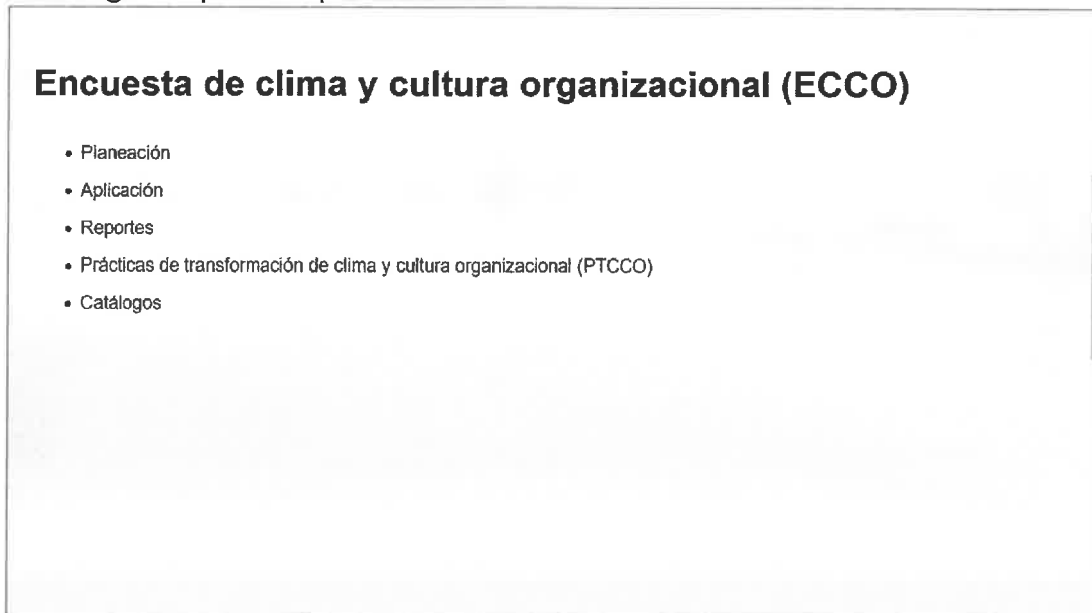 Encuesta de clima y cultura organizacional (ECCO)
• Planeación
• Aplicación
• Reportes
• Prácticas de transformación de clima y cultura organizacional (PTCCO)
• Catálogos